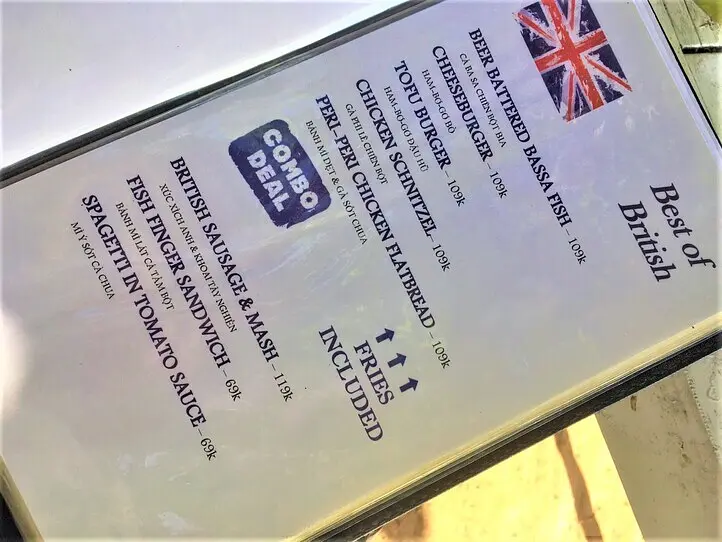 Best of
British
BEER BATTERED BASSA FISH – 109k
CÁ BA SA CHIÊN BỘT BIA
CHEESEBURGER – 109k
HAM-BƠ-GƠ BÒ
TOFU BURGER – 109k
HAM-BƠ-GƠ ĐẬU HŨ
CHICKEN SCHNITZEL – 109k
GÀ PHI LÊ CHIÊN BỘT
PERI-PERI CHICKEN FLATBREAD – 109k
BÁNH MÌ DẸT & GÀ SỐT CHUA
COMBO
DEAL
FRIES
INCLUDED
BRITISH SAUSAGE & MASH – 119k
XÚC XÍCH ANH & KHOAI TÂY NGHIỀN
FISH FINGER SANDWICH – 69k
BÁNH MÌ LÁT CÁ TẨM BỘT
SPAGETTI IN TOMATO SAUCE – 69k
MÌ Ý SỐT CÀ CHUA